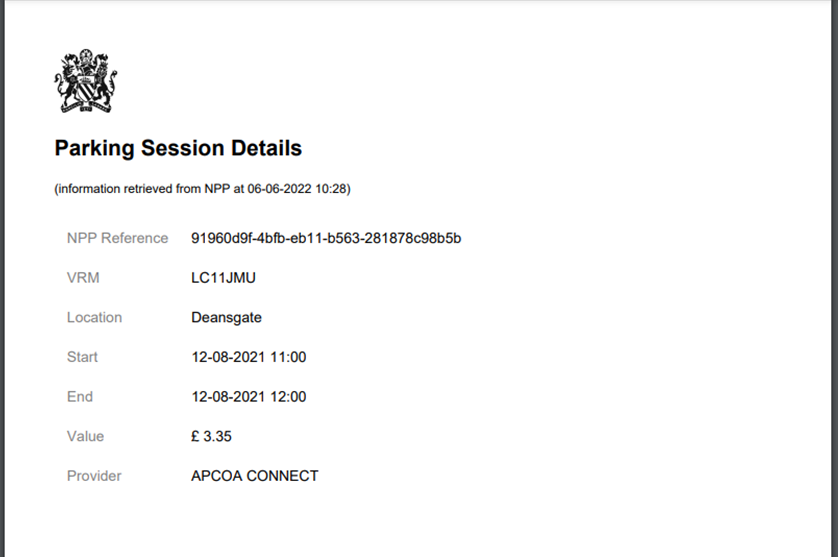 Parking Session Details
(information retrieved from NPP at 06-06-2022 10:28)
NPP Reference 91960d9f-4bfb-eb11-b563-281878c98b5b
VRM LC11JMU
Location Deansgate
Start 12-08-2021 11:00
End 12-08-2021 12:00
Value £ 3.35
Provider APCOA CONNECT